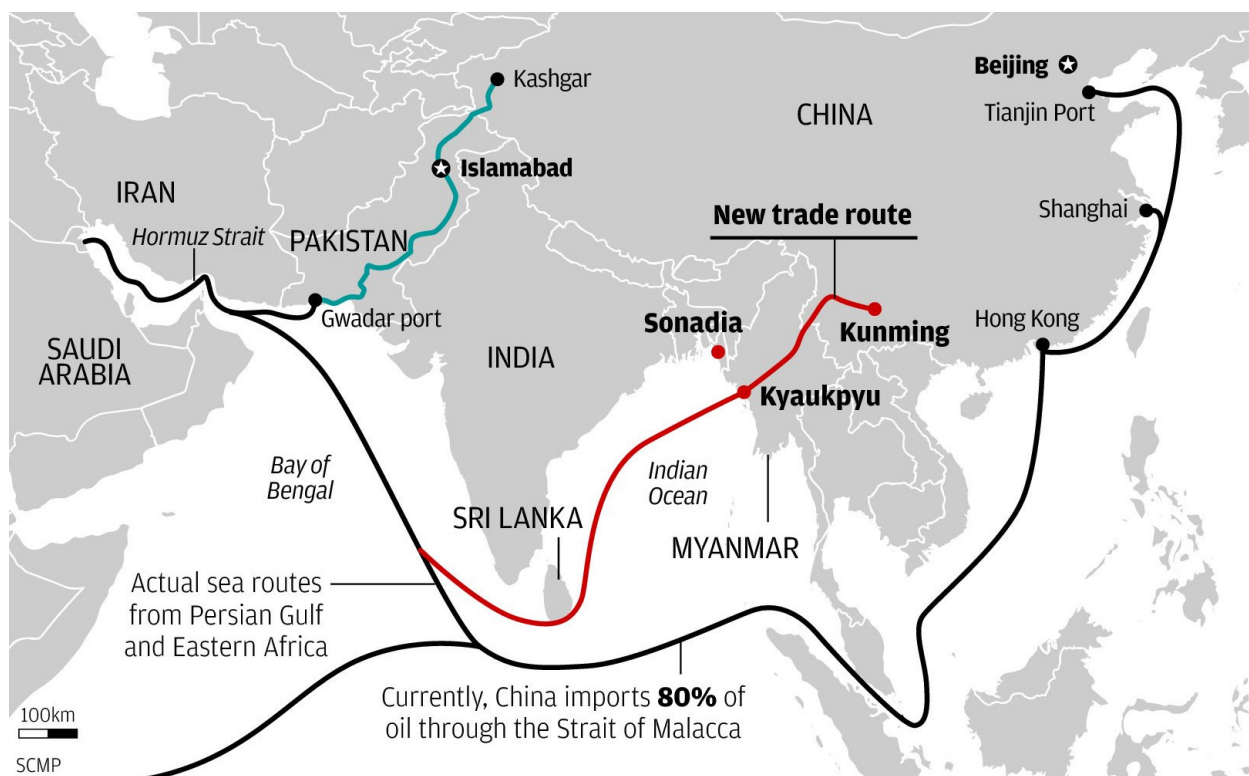 Kashgar
Beijing
Tianjin Port
CHINA
Islamabad
IRAN
Shanghai
New trade route
Hormuz Strait
PAKISTAN
Gwadar port
Sonadia
Kunming
Hong Kong
SAUDI
ARABIA
INDIA
Kyaukpyu
Bay of
Bengal
Indian
Ocean
SRI LANKA
MYANMAR
Actual sea routes
from Persian Gulf
and Eastern Africa
Currently, China imports 80% of
oil through the Strait of Malacca
100km
SCMP